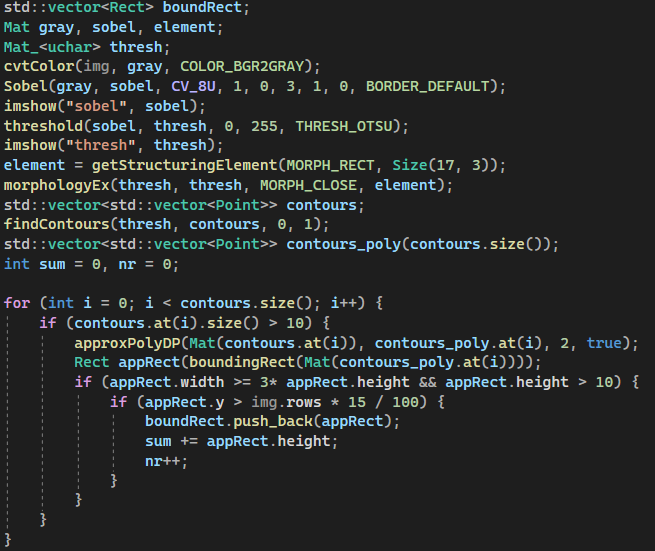 std::vector<Rect> boundRect;
Mat gray, sobel, element;
Mat_<uchar> thresh;
cvtColor(img, gray, COLOR_BGR2GRAY);
Sobel(gray, sobel, CV_8U, 1, 0, 3, 1, 0, BORDER_DEFAULT);
imshow("sobel", sobel);
threshold(sobel, thresh, 0, 255, THRESH_OTSU);
imshow("thresh", thresh);
element = getStructuringElement(MORPH_RECT, Size(17, 3));
morphologyEx(thresh, thresh, MORPH_CLOSE, element);
std::vector<std::vector<Point>> contours;
findContours(thresh, contours, 0, 1);
std::vector<std::vector<Point>> contours_poly(contours.size());
int sum = 0, nr = 0;

for (int i = 0; i < contours.size(); i++) {
    if (contours.at(i).size() > 10) {
        approxPolyDP(Mat(contours.at(i)), contours_poly.at(i), 2, true);
        Rect appRect(boundingRect(Mat(contours_poly.at(i))));
        if (appRect.width >= 3* appRect.height && appRect.height > 10) {
            if (appRect.y > img.rows * 15 / 100) {
                boundRect.push_back(appRect);
                sum += appRect.height;
                nr++;
            }
        }
    }
}